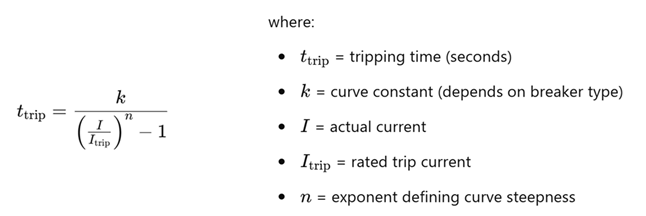 where:
t_trip = k / ((I / I_trip)^n − 1)
• t_trip = tripping time (seconds)
• k = curve constant (depends on breaker type)
• I = actual current
• I_trip = rated trip current
• n = exponent defining curve steepness